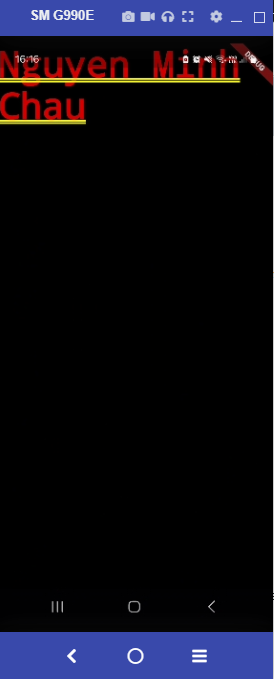 SM G990E
16:16
DEBUG
Nguyen Minh
Chau